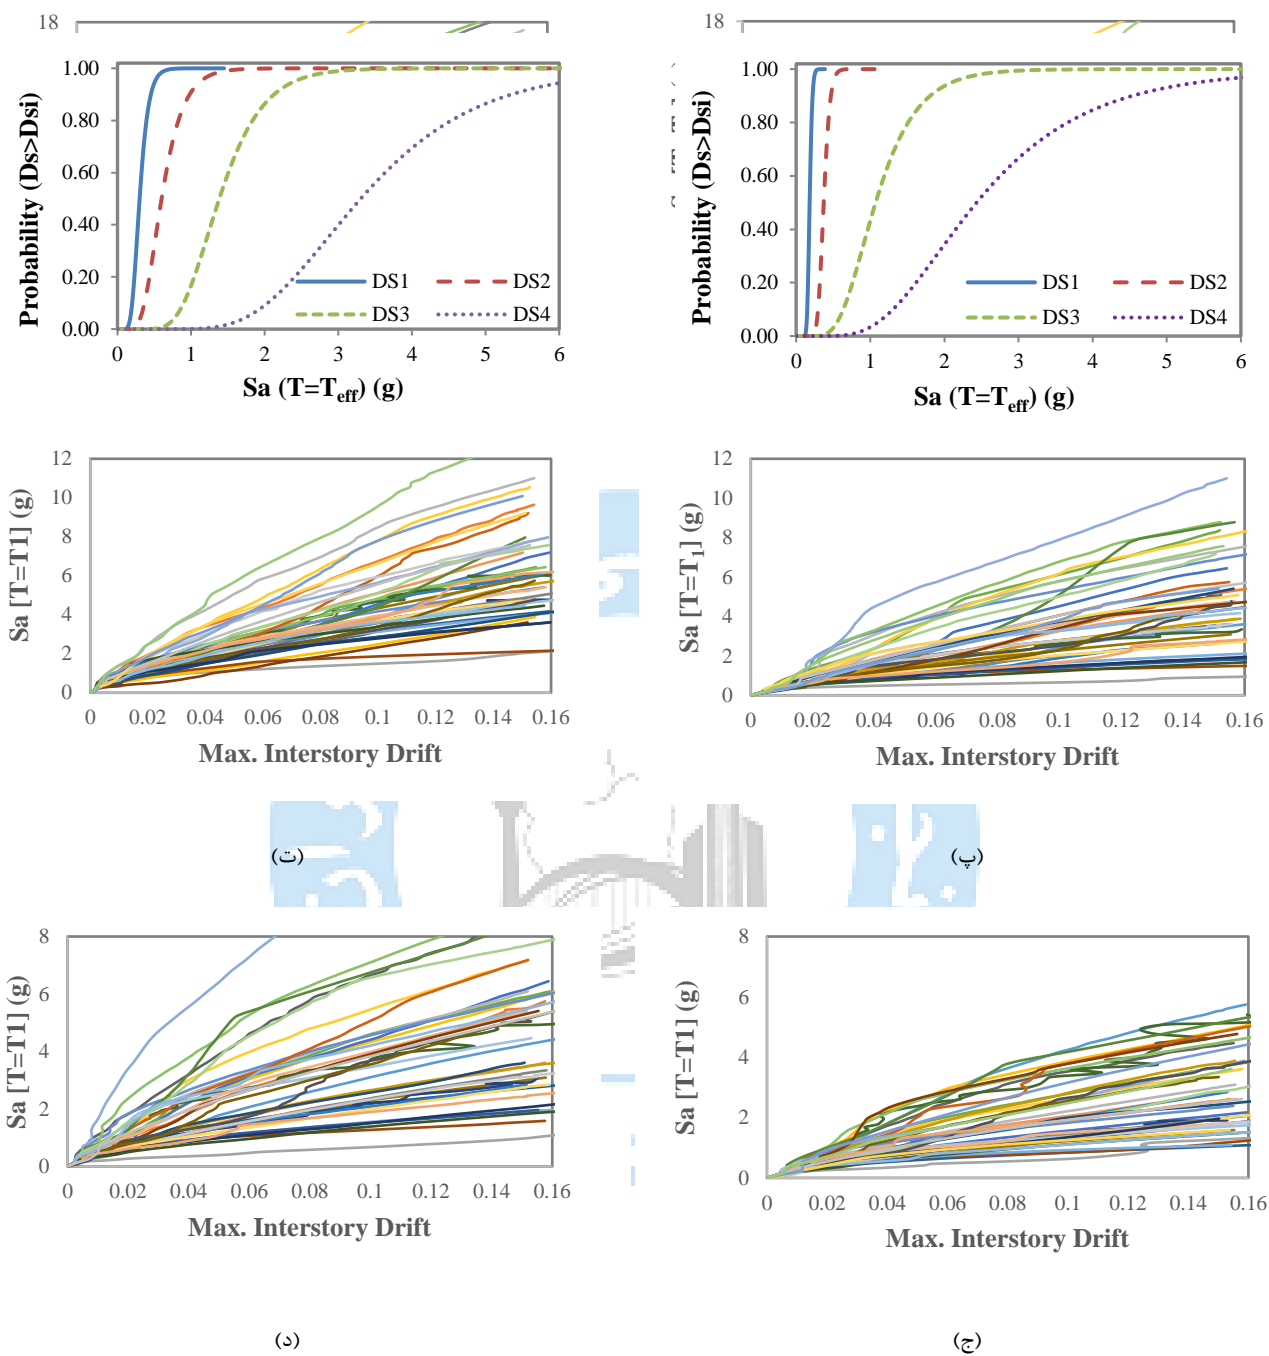 18
18
1.00
0.80
0.60
0.40
0.20
0.00
Probability (Ds>Dsi)
DS1 DS2
DS3 DS4
0 1 2 3 4 5 6
Sa (T=Teff) (g)
1.00
0.80
0.60
0.40
0.20
0.00
Probability (Ds>Dsi)
DS1 DS2
DS3 DS4
0 1 2 3 4 5 6
Sa (T=Teff) (g)
12
10
8
6
4
2
0
Sa [T=T1] (g)
0 0.02 0.04 0.06 0.08 0.1 0.12 0.14 0.16
Max. Interstory Drift
12
10
8
6
4
2
0
Sa [T=T1] (g)
0 0.02 0.04 0.06 0.08 0.1 0.12 0.14 0.16
Max. Interstory Drift
(ت)
(پ)
8
6
4
2
0
Sa [T=T1] (g)
0 0.02 0.04 0.06 0.08 0.1 0.12 0.14 0.16
Max. Interstory Drift
8
6
4
2
0
Sa [T=T1] (g)
0 0.02 0.04 0.06 0.08 0.1 0.12 0.14 0.16
Max. Interstory Drift
(د)
(ج)